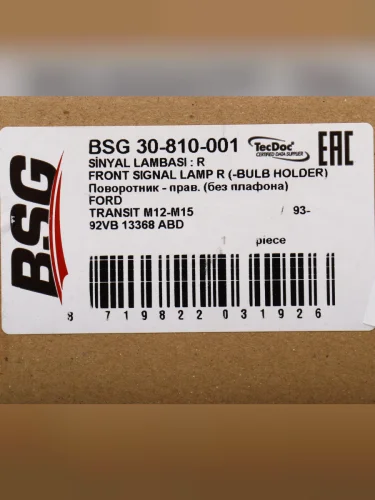 BSG
BSG 30-810-001
TecDoc
CERTIFIED DATA SUPPLIER
EAC
SİNYAL LAMBASI : R
FRONT SIGNAL LAMP R (-BULB HOLDER)
Поворотник - прав. (без плафона)
FORD
TRANSIT M12-M15 / 93-
92VB 13368 ABD
1 piece
8 719822 031926